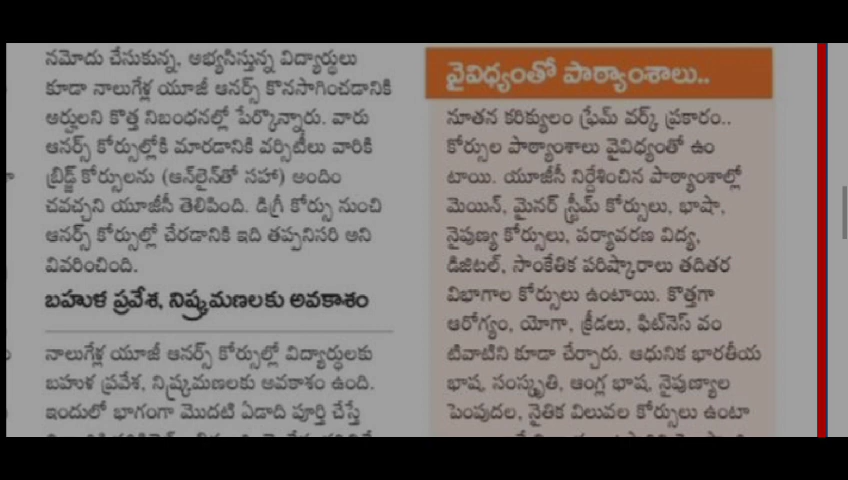 నమోదు చేసుకున్న, అభ్యసిస్తున్న విద్యార్థులు
కూడా నాలుగేళ్ల యూజీ ఆనర్స్ కొనసాగించడానికి
అర్హులని కొత్త నిబంధనల్లో పేర్కొన్నారు. వారు
ఆనర్స్ కోర్సుల్లోకి మారడానికి వర్సిటీలు వారికి
బ్రిడ్జ్ కోర్సులను (ఆన్‌లైన్‌తో సహా) అందిం
చవచ్చని యూజీసీ తెలిపింది. డిగ్రీ కోర్సు నుంచి
ఆనర్స్ కోర్సుల్లో చేరడానికి ఇది తప్పనిసరి అని
వివరించింది.
బహుళ ప్రవేశ, నిష్క్రమణలకు అవకాశం
నాలుగేళ్ల యూజీ ఆనర్స్ కోర్సుల్లో విద్యార్థులకు
బహుళ ప్రవేశ, నిష్క్రమణలకు అవకాశం ఉంది.
ఇందులో భాగంగా మొదటి ఏడాది పూర్తి చేస్తే
వైవిధ్యంతో పాఠ్యాంశాలు..
నూతన కరిక్యులం ఫ్రేమ్ వర్క్ ప్రకారం..
కోర్సుల పాఠ్యాంశాలు వైవిధ్యంతో ఉం
టాయి. యూజీసీ నిర్దేశించిన పాఠ్యాంశాల్లో
మెయిన్, మైనర్ స్ట్రీమ్ కోర్సులు, భాషా,
నైపుణ్య కోర్సులు, పర్యావరణ విద్య,
డిజిటల్, సాంకేతిక పరిష్కారాలు తదితర
విభాగాల కోర్సులు ఉంటాయి. కొత్తగా
ఆరోగ్యం, యోగా, క్రీడలు, ఫిట్‌నెస్ వం
టివాటిని కూడా చేర్చారు. ఆధునిక భారతీయ
భాష, సంస్కృతి, ఆంగ్ల భాష, నైపుణ్యాల
పెంపుదల, నైతిక విలువల కోర్సులు ఉంటా